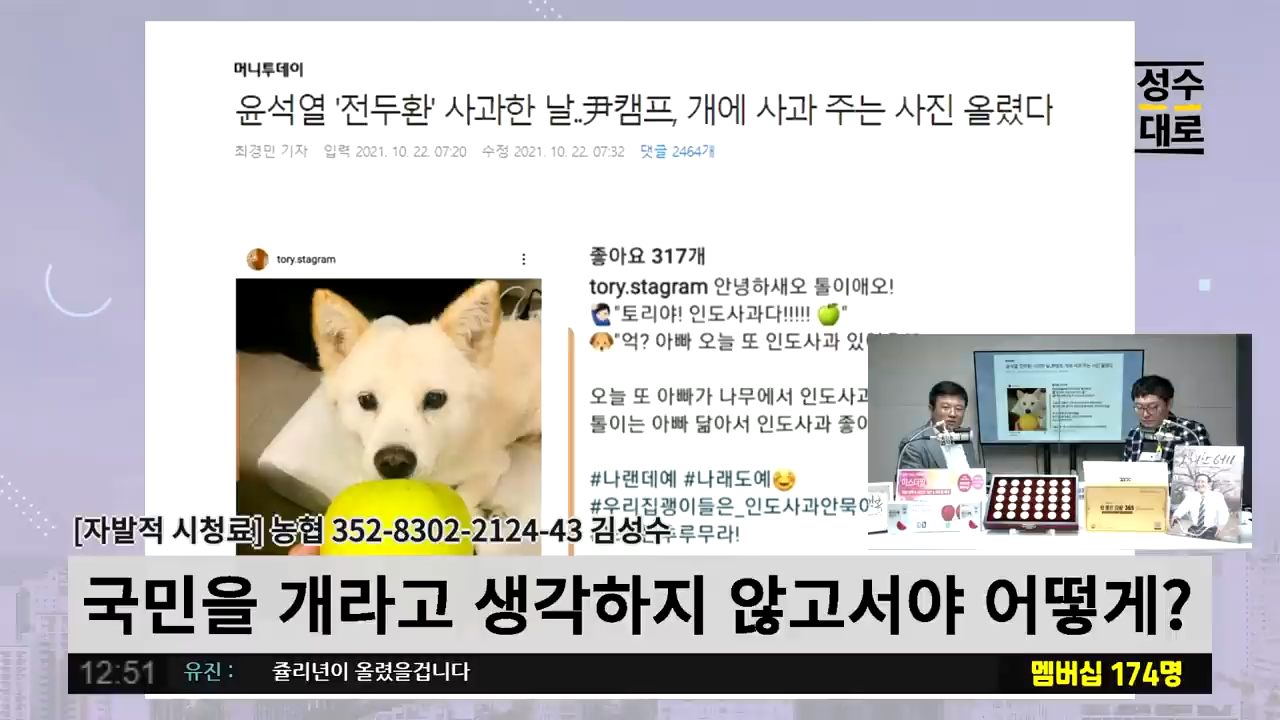 머니투데이
윤석열 '전두환' 사과한 날..尹캠프, 개에 사과 주는 사진 올렸다
최경민 기자 입력 2021. 10. 22. 07:20 수정 2021. 10. 22. 07:32 댓글 2464개
성수
대로
tory.stagram
좋아요 317개
tory.stagram 안녕하새오 톨이애오!
"토리야! 인도사과다!!!!! "
"억? 아빠 오늘 또 인도사과
오늘 또 아빠가 나무에서 인도사과
톨이는 아빠 닮아서 인도사과 좋아
#나랜데예 #나래도예
#우리집괭이들은_인도사과안묵어
루무라!
[자발적 시청료] 농협 352-8302-2124-43 김성수
국민을 개라고 생각하지 않고서야 어떻게?
12:51 유진 : 쥴리년이 올렸을겁니다
멤버십 174명